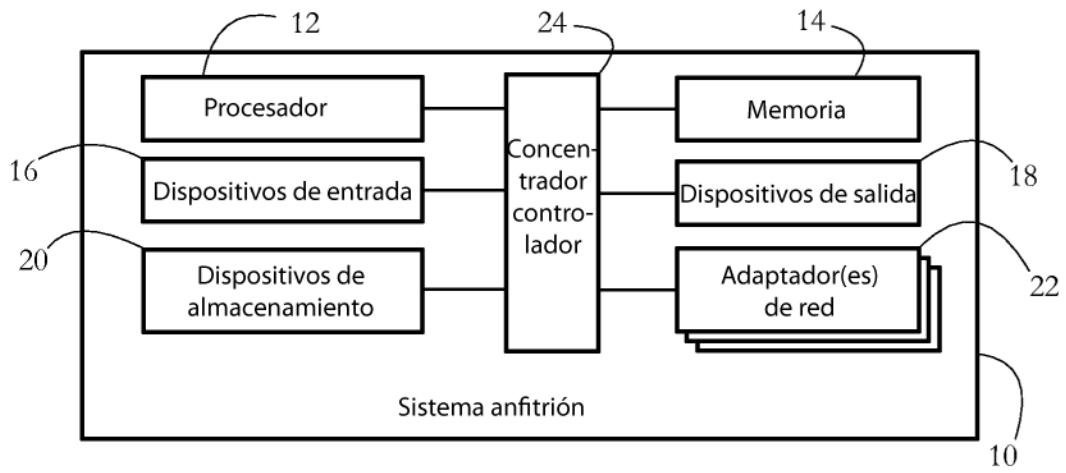 12
24
14
Procesador
Memoria
16
Concen-
trador
contro-
lador
18
Dispositivos de entrada
Dispositivos de salida
20
22
Dispositivos de
almacenamiento
Adaptador(es)
de red
Sistema anfitrión
10